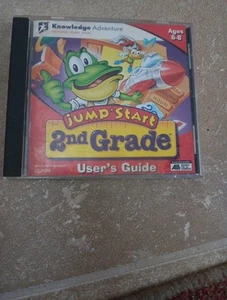 Knowledge Adventure
Ages
6-8
Jump Start
2nd Grade
User's Guide